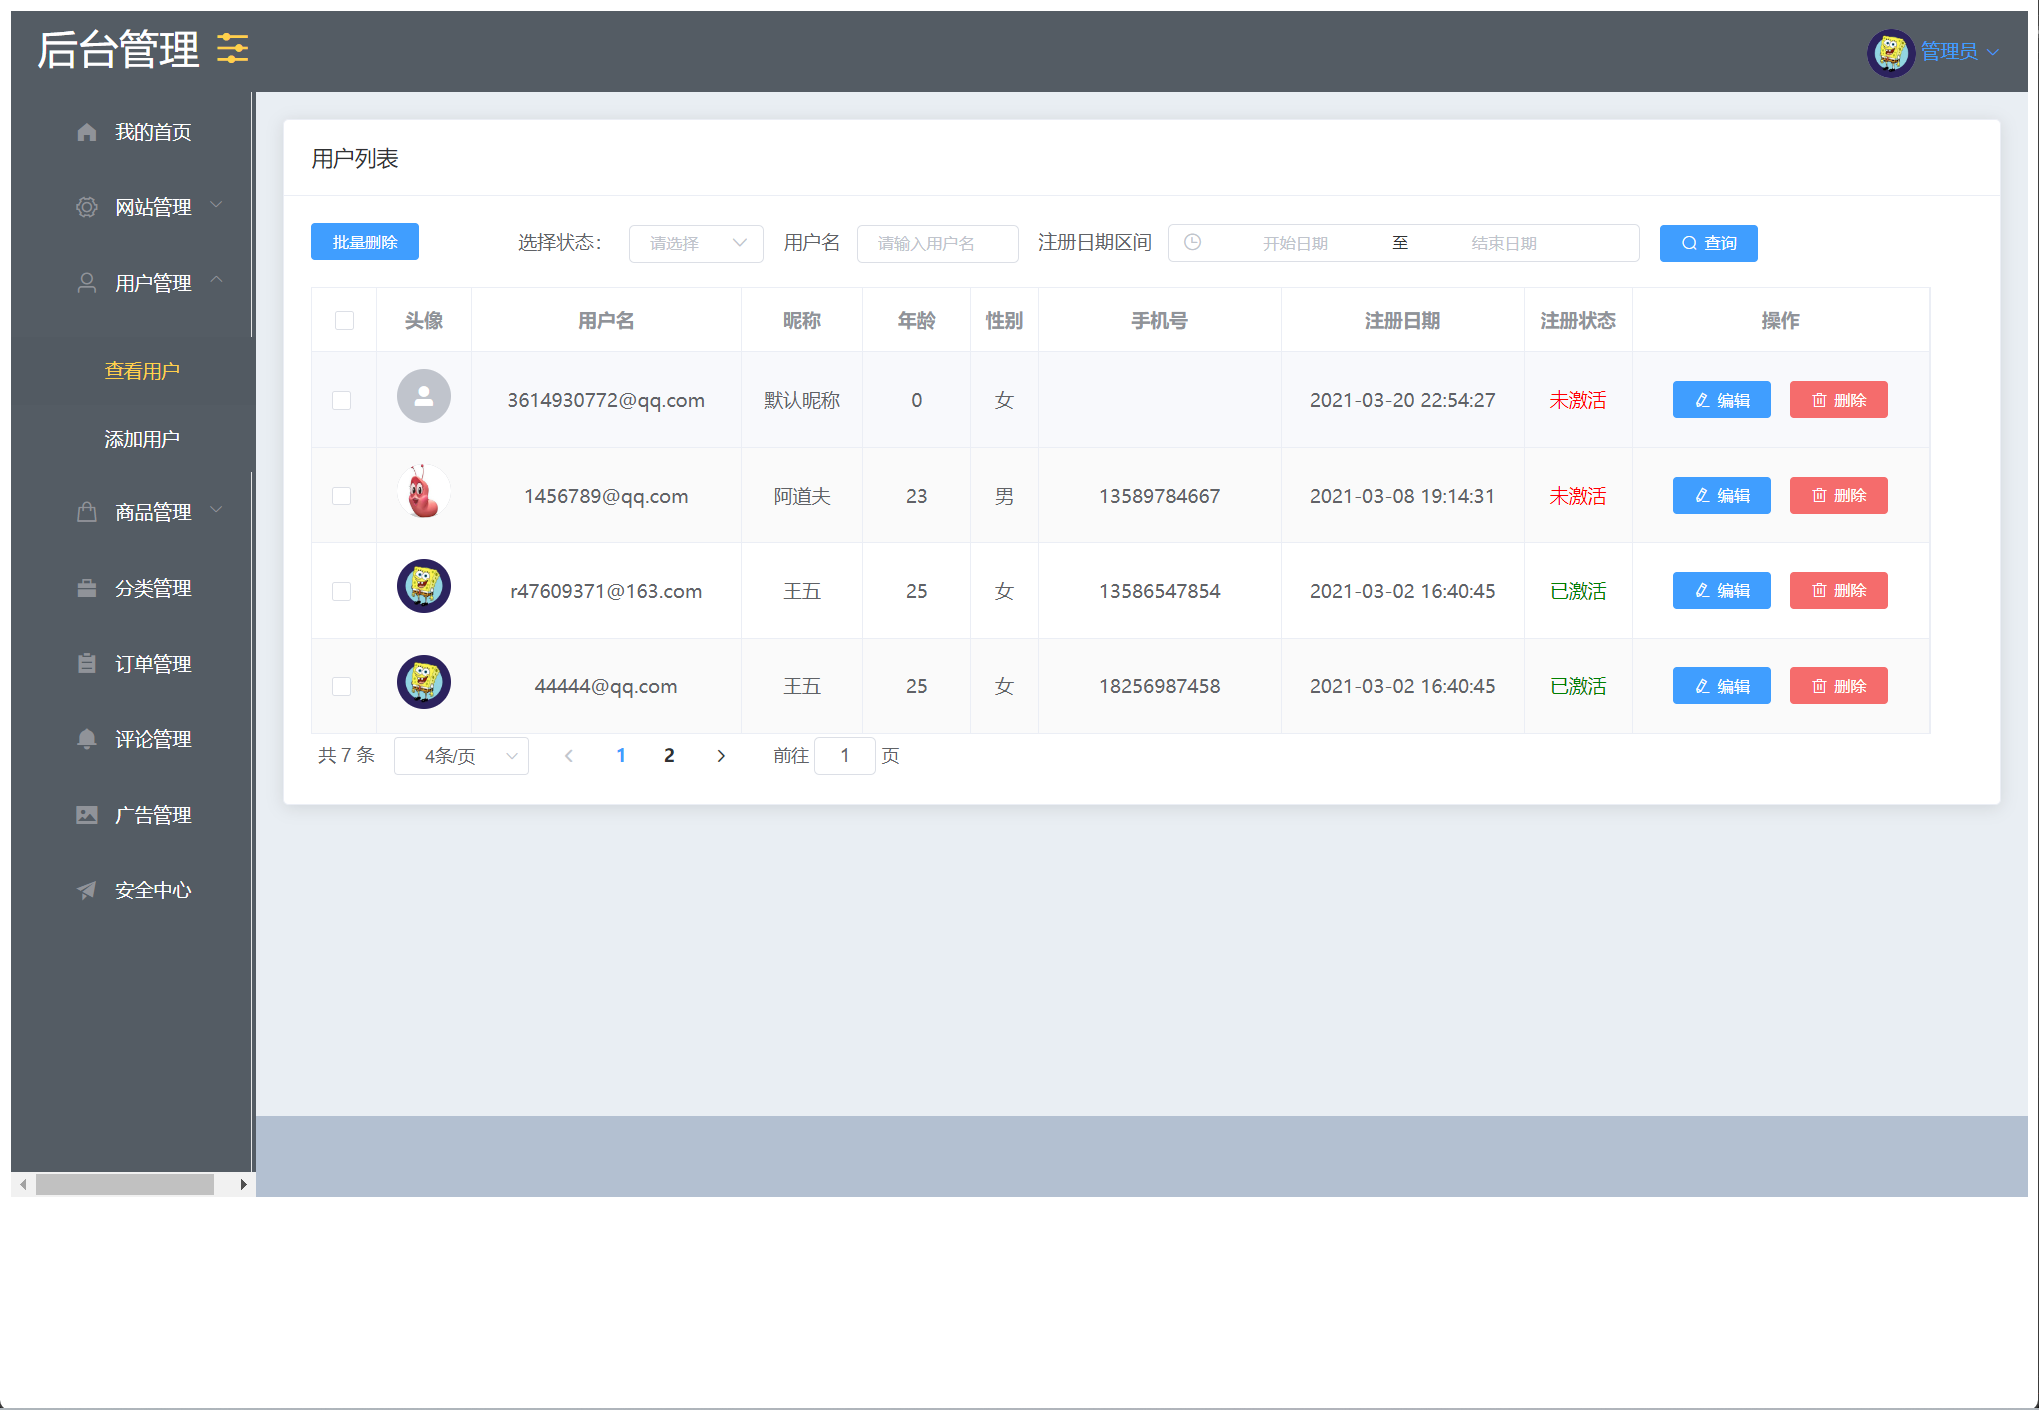 后台管理
管理员
我的首页
网站管理
用户管理
查看用户
添加用户
商品管理
分类管理
订单管理
评论管理
广告管理
安全中心
用户列表
批量删除 选择状态： 请选择 用户名 请输入用户名 注册日期区间 开始日期 至 结束日期 查询
头像 用户名 昵称 年龄 性别 手机号 注册日期 注册状态 操作
3614930772@qq.com 默认昵称 0 女 2021-03-20 22:54:27 未激活 编辑 删除
1456789@qq.com 阿道夫 23 男 13589784667 2021-03-08 19:14:31 未激活 编辑 删除
r47609371@163.com 王五 25 女 13586547854 2021-03-02 16:40:45 已激活 编辑 删除
44444@qq.com 王五 25 女 18256987458 2021-03-02 16:40:45 已激活 编辑 删除
共 7 条 4条/页 1 2 前往 1 页